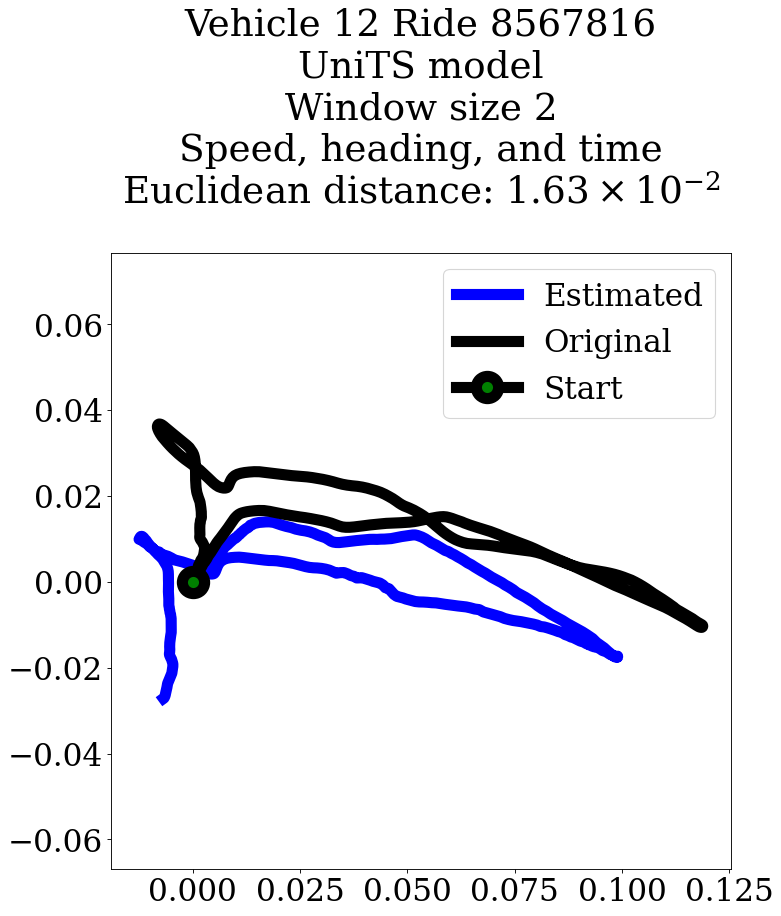 Vehicle 12 Ride 8567816
UniTS model
Window size 2
Speed, heading, and time
Euclidean distance: 1.63 × 10⁻²
Estimated
Original
Start
0.06
0.04
0.02
0.00
−0.02
−0.04
−0.06
0.000 0.025 0.050 0.075 0.100 0.125